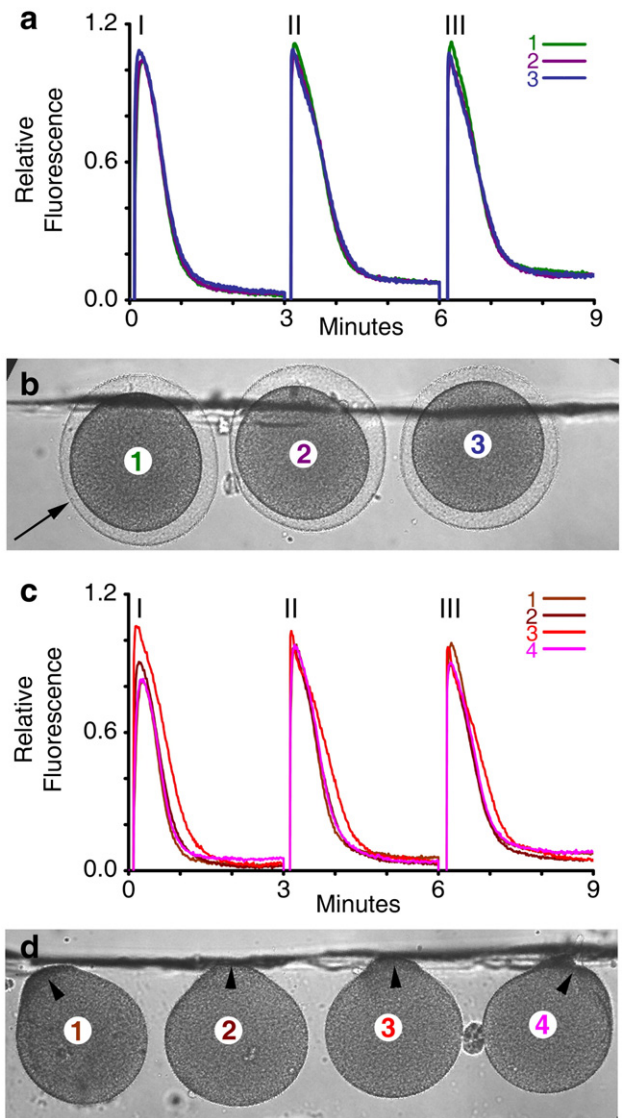 a
I II III
1
2
3
1.2
0.6
0.0
Relative
Fluorescence
0 3 6 9
Minutes
b
1 2 3
c
I II III
1
2
3
4
1.2
0.6
0.0
Relative
Fluorescence
0 3 6 9
Minutes
d
1 2 3 4